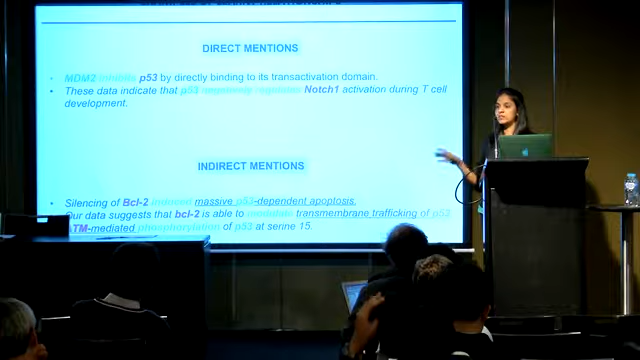 DIRECT MENTIONS
MDM2 inhibits p53 by directly binding to its transactivation domain.
These data indicate that p53 negatively regulates Notch1 activation during T cell
development.
INDIRECT MENTIONS
Silencing of Bcl-2 induced massive p53-dependent apoptosis.
Our data suggests that bcl-2 is able to modulate transmembrane trafficking of p53
ATM-mediated phosphorylation of p53 at serine 15.